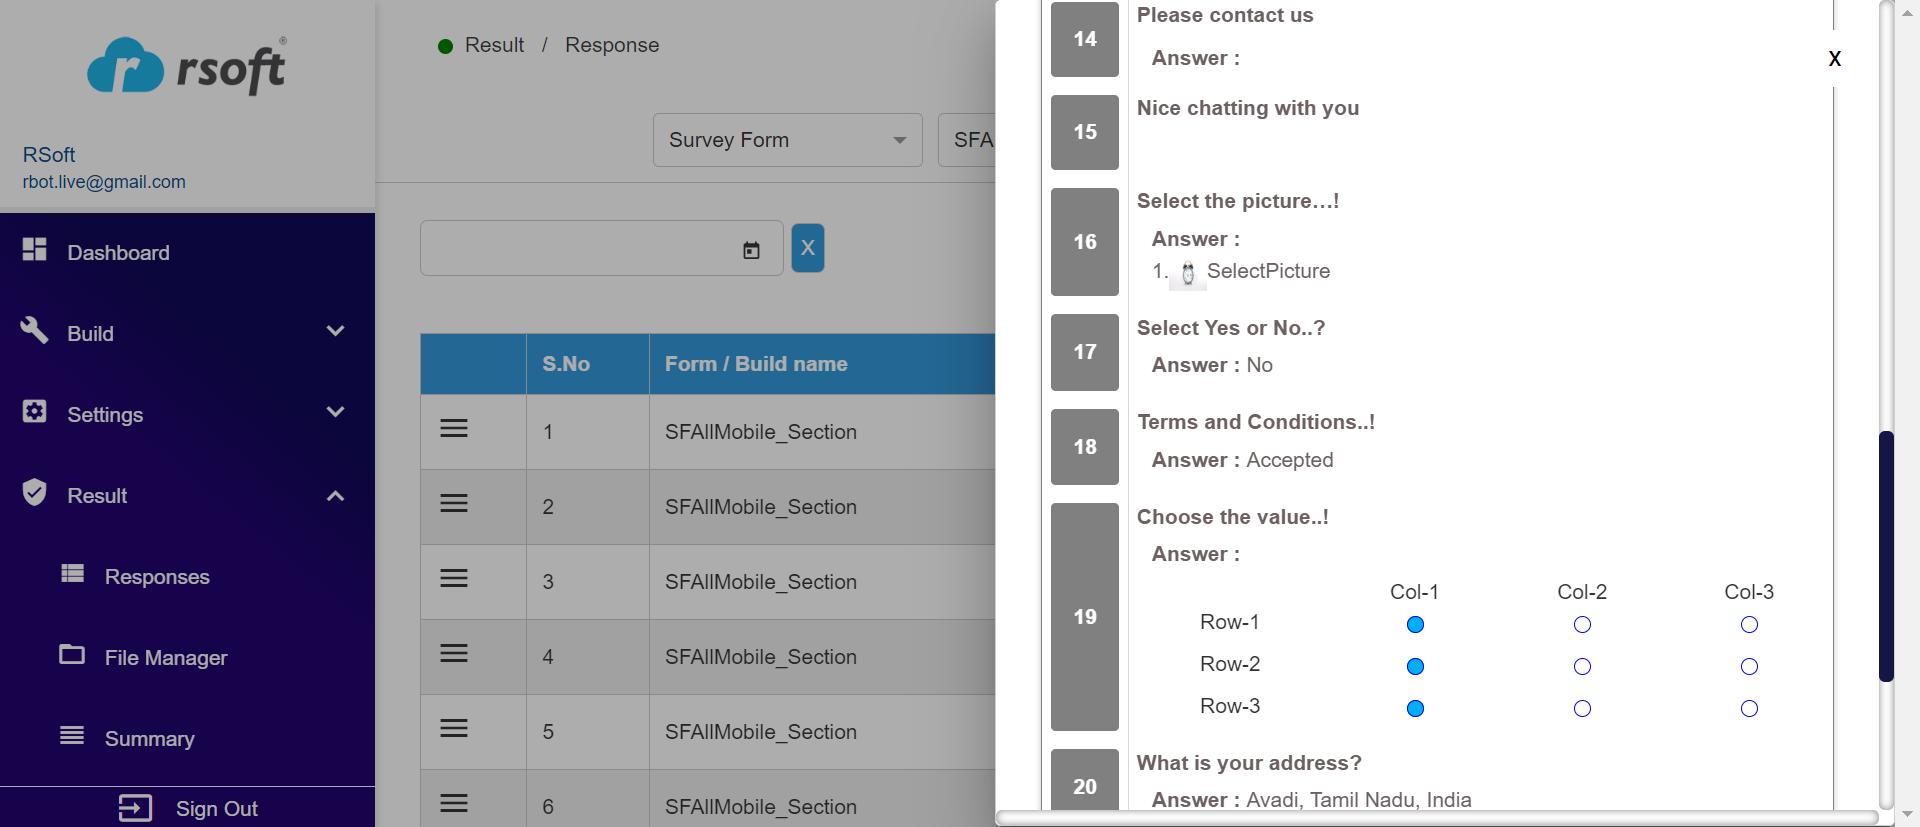 rsoft®
RSoft
rbot.live@gmail.com
Dashboard
Build
Settings
Result
Responses
File Manager
Summary
Sign Out
Result / Response
Survey Form
SFA
X
S.No Form / Build name
1 SFAllMobile_Section
2 SFAllMobile_Section
3 SFAllMobile_Section
4 SFAllMobile_Section
5 SFAllMobile_Section
6 SFAllMobile_Section
X
14 Please contact us
Answer :
15 Nice chatting with you
16 Select the picture...!
Answer :
1. SelectPicture
17 Select Yes or No..?
Answer : No
18 Terms and Conditions..!
Answer : Accepted
19 Choose the value..!
Answer :
Col-1 Col-2 Col-3
Row-1
Row-2
Row-3
20 What is your address?
Answer : Avadi, Tamil Nadu, India